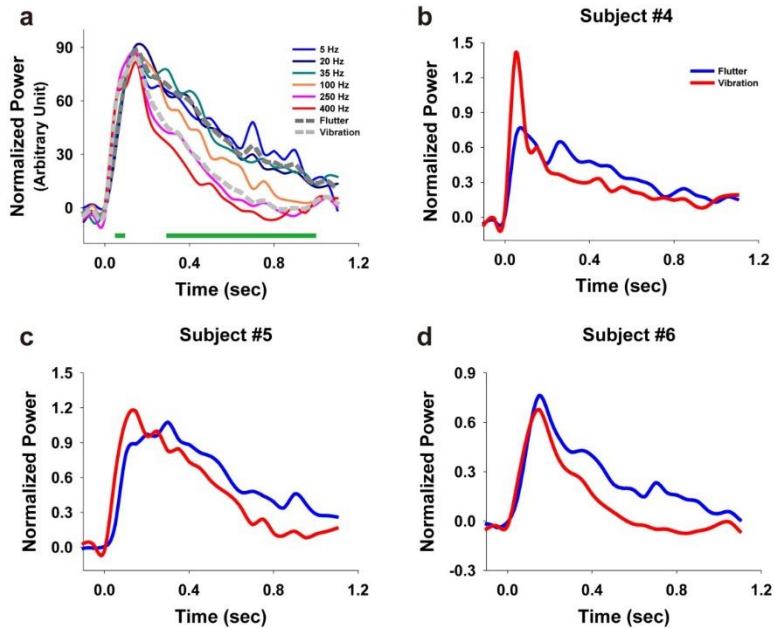 a
Normalized Power
(Arbitrary Unit)
90
60
30
0
0.0 0.4 0.8 1.2
Time (sec)
5 Hz
20 Hz
35 Hz
100 Hz
250 Hz
400 Hz
Flutter
Vibration
b
Subject #4
Normalized Power
1.5
1.2
0.9
0.6
0.3
0.0
0.0 0.4 0.8 1.2
Time (sec)
Flutter
Vibration
c
Subject #5
Normalized Power
1.5
1.2
0.9
0.6
0.3
0.0
0.0 0.4 0.8 1.2
Time (sec)
d
Subject #6
Normalized Power
0.9
0.6
0.3
0.0
-0.3
0.0 0.4 0.8 1.2
Time (sec)